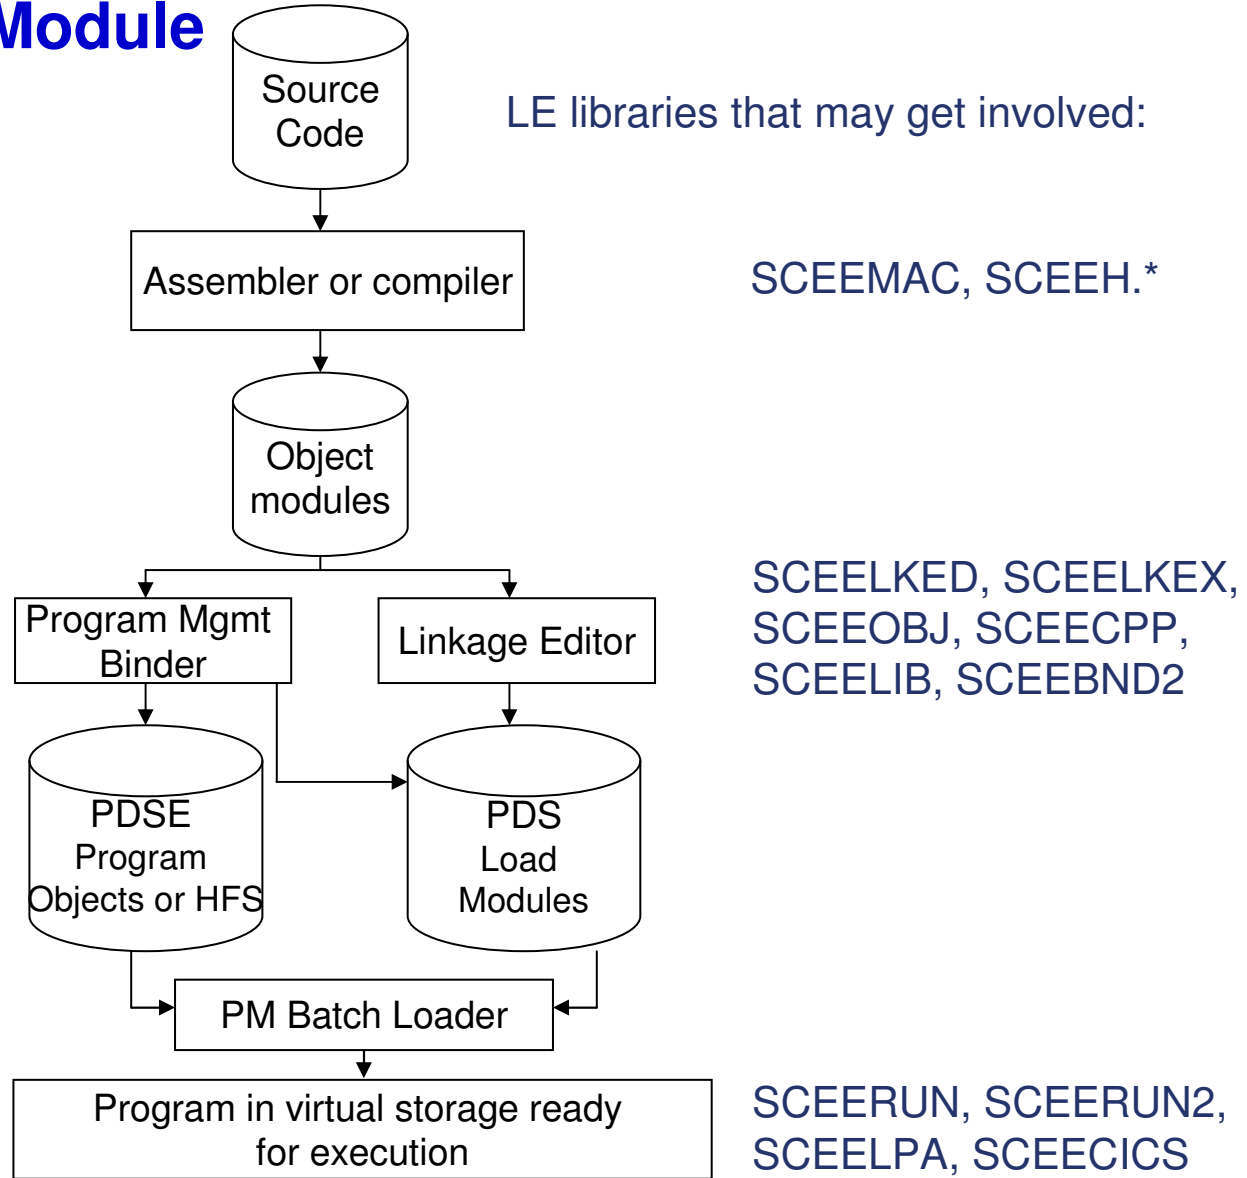 Module
Source
Code
LE libraries that may get involved:
Assembler or compiler
SCEEMAC, SCEEH.*
Object
modules
Program Mgmt
Binder
Linkage Editor
SCEELKED, SCEELKEX,
SCEEOBJ, SCEECPP,
SCEELIB, SCEEBND2
PDSE
Program
Objects or HFS
PDS
Load
Modules
PM Batch Loader
Program in virtual storage ready
for execution
SCEERUN, SCEERUN2,
SCEELPA, SCEECICS